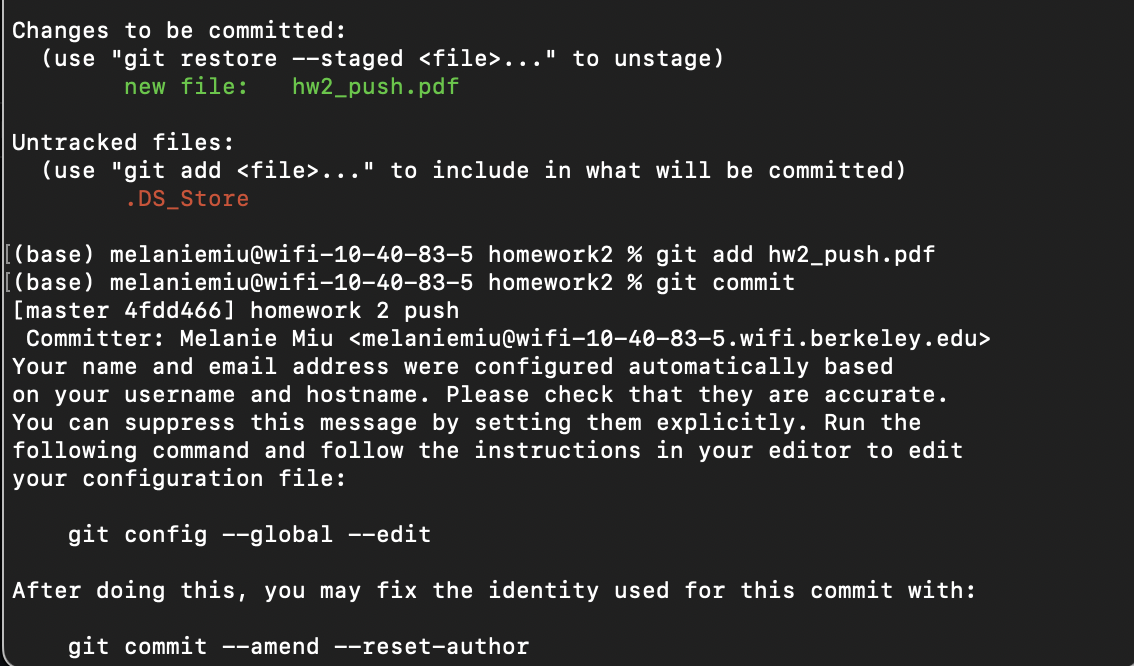 Changes to be committed:
  (use "git restore --staged <file>..." to unstage)
        new file:   hw2_push.pdf

Untracked files:
  (use "git add <file>..." to include in what will be committed)
        .DS_Store

[(base) melaniemiu@wifi-10-40-83-5 homework2 % git add hw2_push.pdf
[(base) melaniemiu@wifi-10-40-83-5 homework2 % git commit
[master 4fdd466] homework 2 push
 Committer: Melanie Miu <melaniemiu@wifi-10-40-83-5.wifi.berkeley.edu>
Your name and email address were configured automatically based
on your username and hostname. Please check that they are accurate.
You can suppress this message by setting them explicitly. Run the
following command and follow the instructions in your editor to edit
your configuration file:

    git config --global --edit

After doing this, you may fix the identity used for this commit with:

    git commit --amend --reset-author